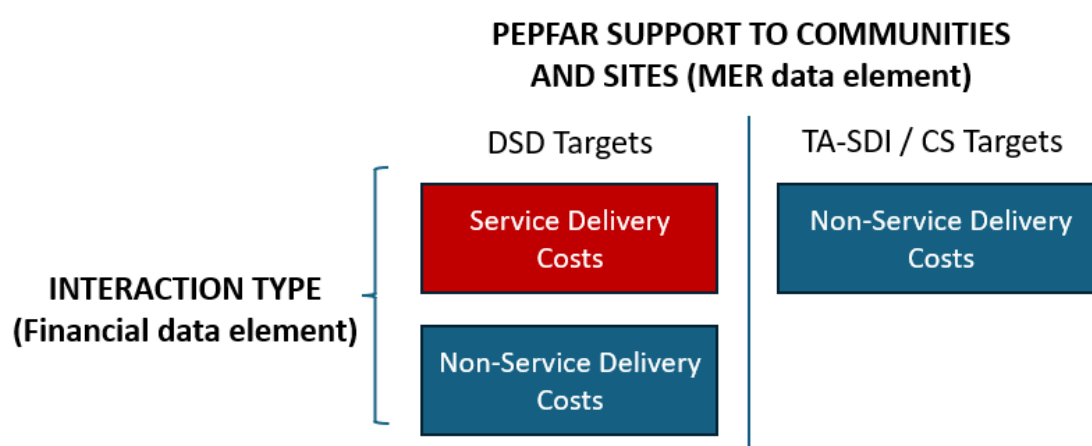 PEPFAR SUPPORT TO COMMUNITIES
AND SITES (MER data element)
DSD Targets
TA-SDI / CS Targets
Service Delivery
Costs
Non-Service Delivery
Costs
INTERACTION TYPE
(Financial data element)
Non-Service Delivery
Costs